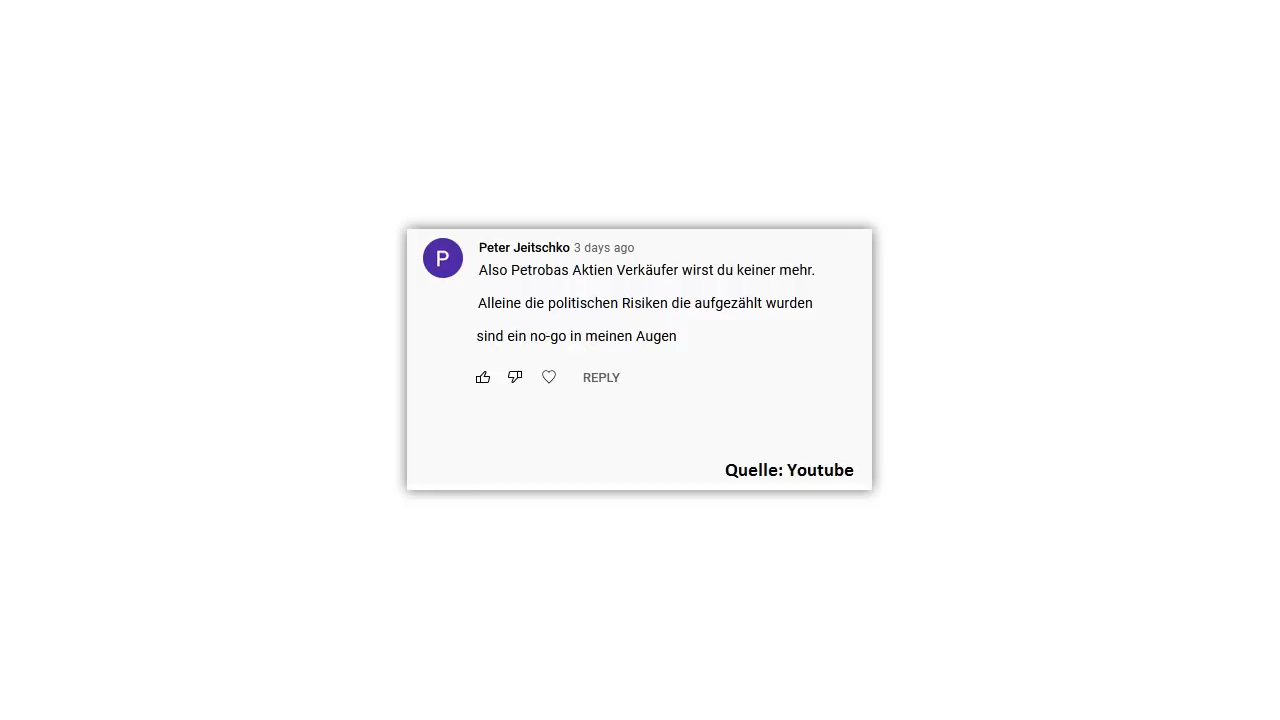 P
Peter Jeitschko 3 days ago
Also Petrobas Aktien Verkäufer wirst du keiner mehr.
Alleine die politischen Risiken die aufgezählt wurden
sind ein no-go in meinen Augen
REPLY
Quelle: Youtube